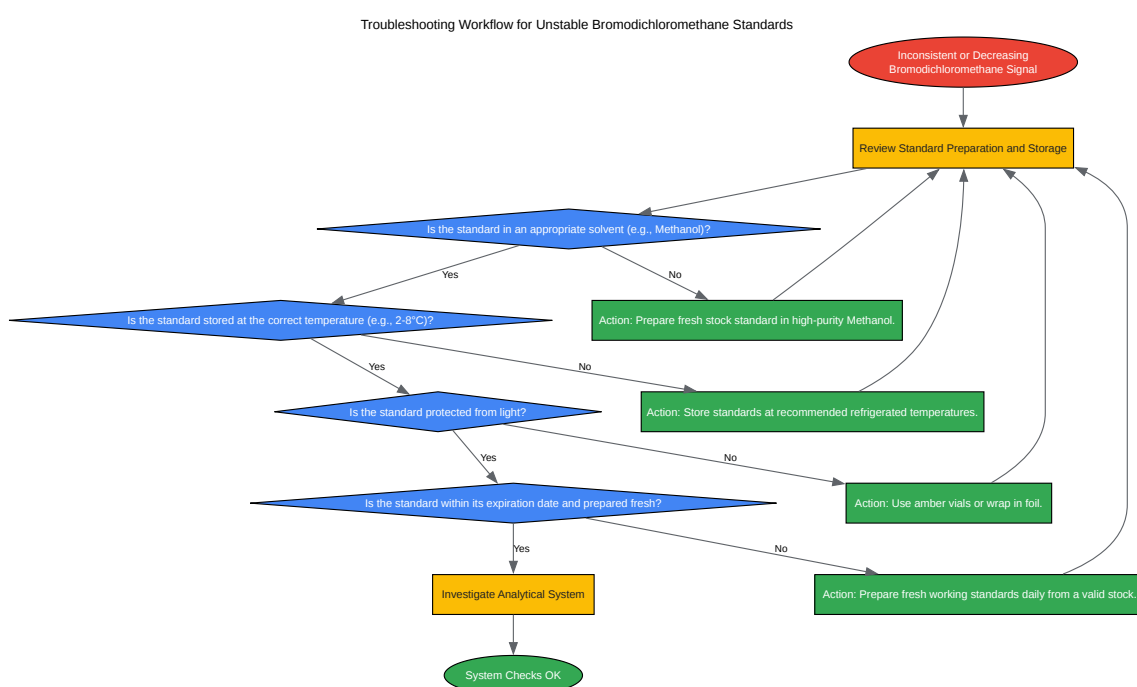 Troubleshooting Workflow for Unstable Bromodichloromethane Standards
Inconsistent or Decreasing
Bromodichloromethane Signal
Review Standard Preparation and Storage
Is the standard in an appropriate solvent (e.g., Methanol)?
Yes
No
Is the standard stored at the correct temperature (e.g., 2-8°C)?
Action: Prepare fresh stock standard in high-purity Methanol.
Yes
No
Is the standard protected from light?
Action: Store standards at recommended refrigerated temperatures.
Yes
No
Is the standard within its expiration date and prepared fresh?
Action: Use amber vials or wrap in foil.
Yes
No
Investigate Analytical System
Action: Prepare fresh working standards daily from a valid stock.
System Checks OK